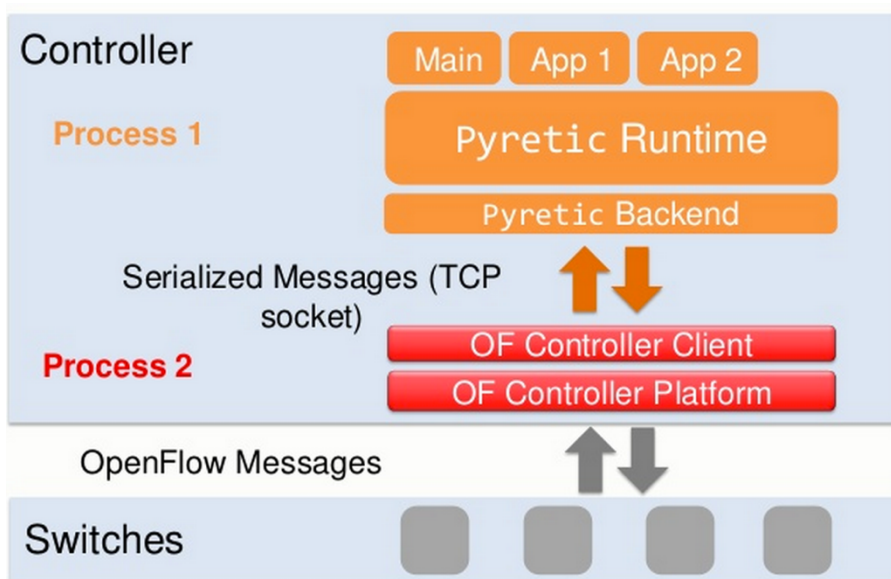 Controller
Main
App 1
App 2
Process 1
Pyretic Runtime
Pyretic Backend
Serialized Messages (TCP
socket)
OF Controller Client
Process 2
OF Controller Platform
OpenFlow Messages
Switches